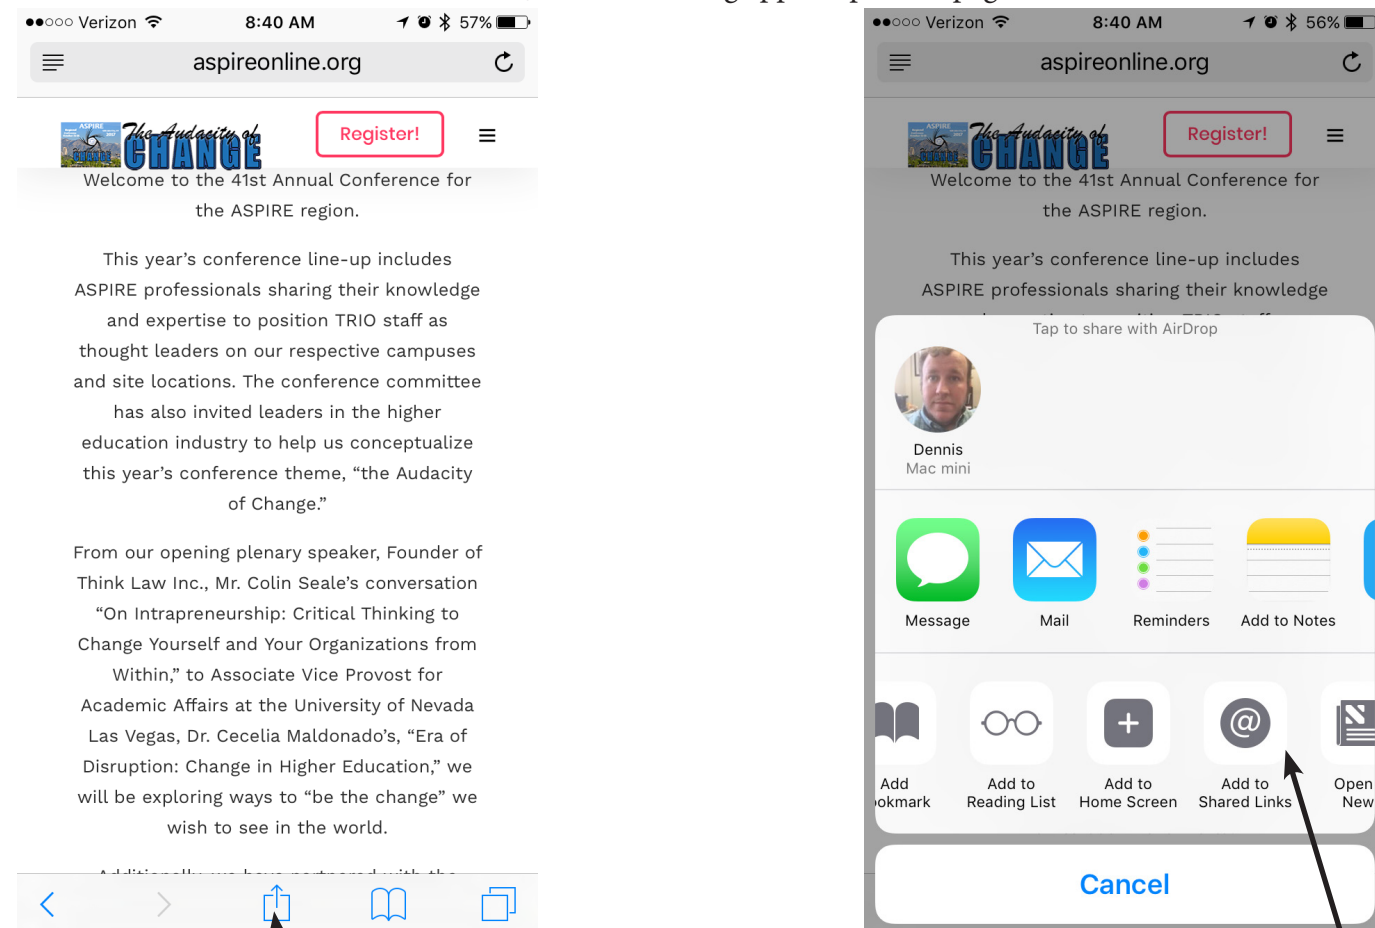 Verizon 8:40 AM 57%
aspireonline.org
ASPIRE
The Audacity of
CHANGE
Register!
Welcome to the 41st Annual Conference for
the ASPIRE region.
This year’s conference line-up includes
ASPIRE professionals sharing their knowledge
and expertise to position TRIO staff as
thought leaders on our respective campuses
and site locations. The conference committee
has also invited leaders in the higher
education industry to help us conceptualize
this year’s conference theme, “the Audacity
of Change.”
From our opening plenary speaker, Founder of
Think Law Inc., Mr. Colin Seale’s conversation
“On Intrapreneurship: Critical Thinking to
Change Yourself and Your Organizations from
Within,” to Associate Vice Provost for
Academic Affairs at the University of Nevada
Las Vegas, Dr. Cecelia Maldonado’s, “Era of
Disruption: Change in Higher Education,” we
will be exploring ways to “be the change” we
wish to see in the world.
Additionally, we have partnered with the
Verizon 8:40 AM 56%
aspireonline.org
ASPIRE
The Audacity of
CHANGE
Register!
Welcome to the 41st Annual Conference for
the ASPIRE region.
This year’s conference line-up includes
ASPIRE professionals sharing their knowledge
Tap to share with AirDrop
Dennis
Mac mini
Message
Mail
Reminders
Add to Notes
Add
ookmark
Add to
Reading List
Add to
Home Screen
Add to
Shared Links
Open
New
Cancel